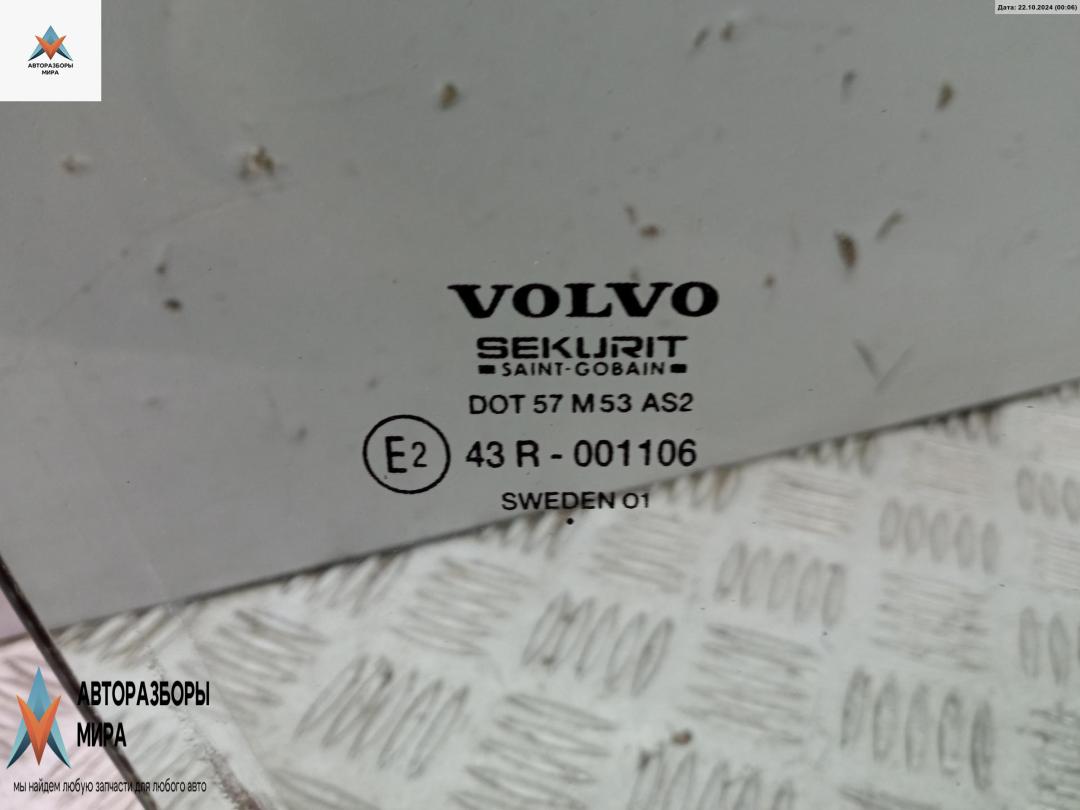 Дата: 22.10.2024 (00:06)
АВТОРАЗБОРЫ
МИРА
VOLVO
SEKURIT
SAINT-GOBAIN
DOT 57 M 53 AS2
E2 43 R - 001106
SWEDEN 01
АВТОРАЗБОРЫ
МИРА
мы найдем любую запчасти для любого авто